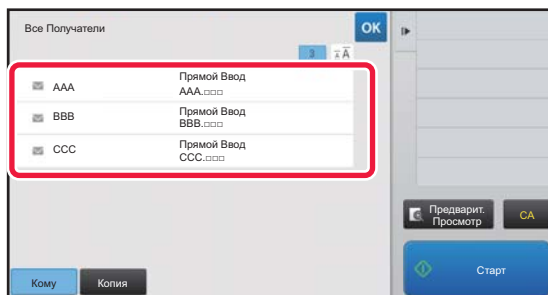 Все Получатели
OK
3 A A
AAA
Прямой Ввод
AAA.□□□
BBB
Прямой Ввод
BBB.□□□
CCC
Прямой Ввод
CCC.□□□
Предварит.
Просмотр
CA
Кому
Копия
Старт